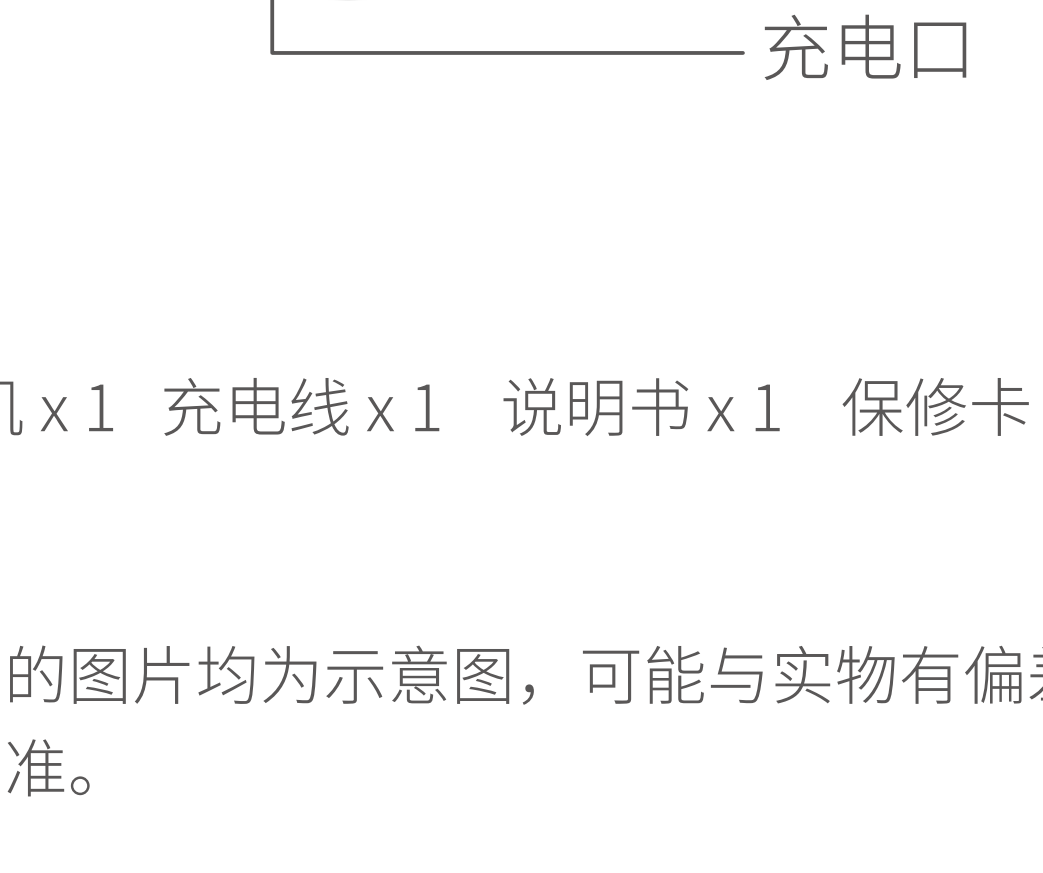 充电口
x 1 充电线 x 1 说明书 x 1 保修卡
的图片均为示意图，可能与实物有偏
准。